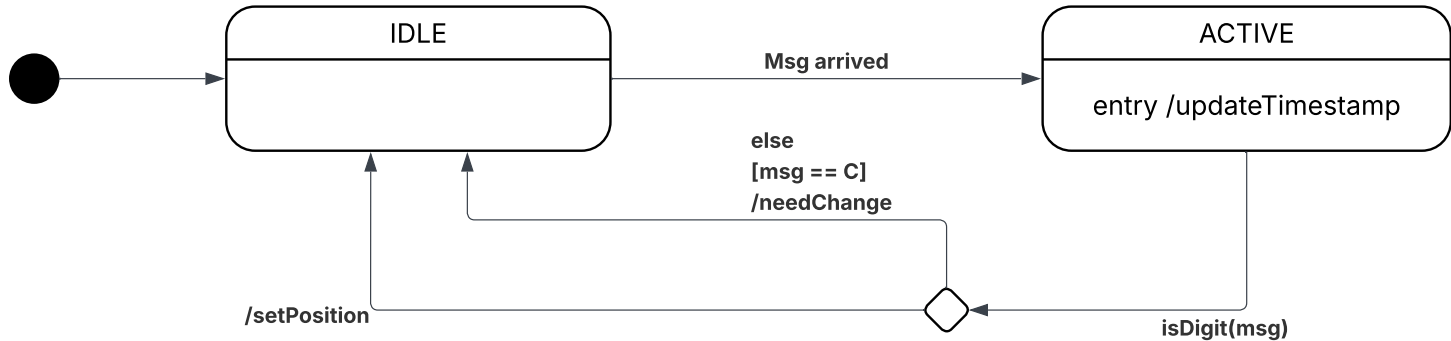 IDLE
ACTIVE
Msg arrived
entry /updateTimestamp
else
[msg == C]
/needChange
/setPosition
isDigit(msg)